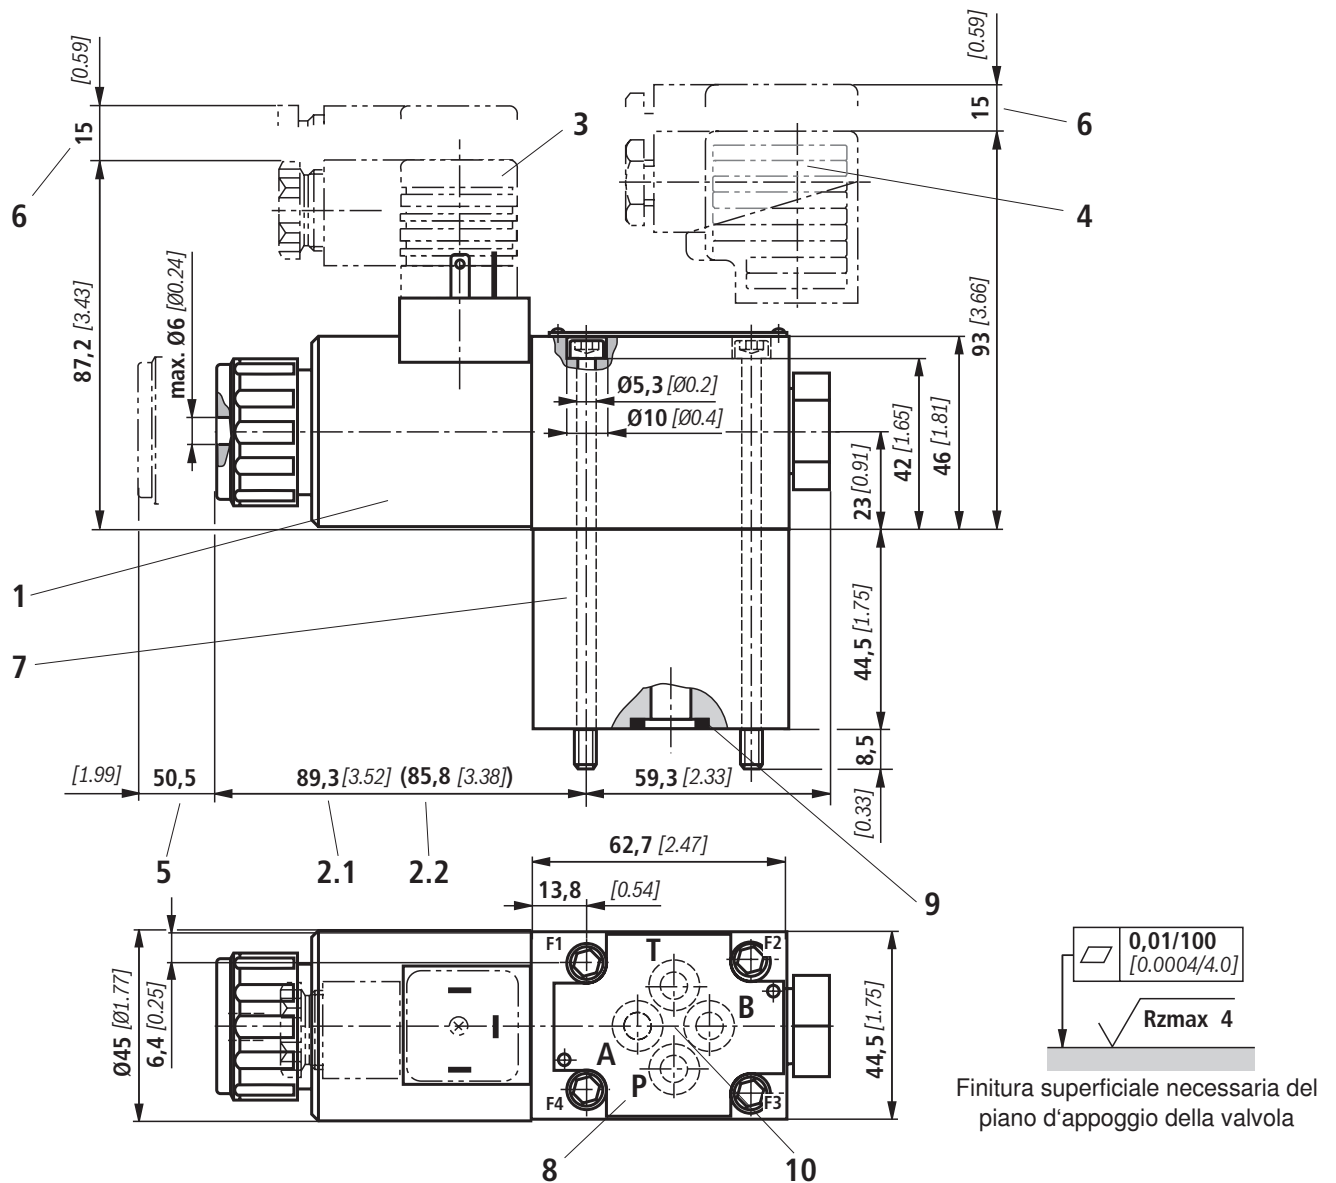 [0.59]
[0.59]
15
15
3
6
6
4
87,2 [3.43]
max. Ø6 [Ø0.24]
93 [3.66]
Ø5,3 [Ø0.2]
Ø10 [Ø0.4]
42 [1.65]
46 [1.81]
23 [0.91]
1
7
44,5 [1.75]
8,5
[0.33]
[1.99] 50,5
89,3 [3.52] (85,8 [3.38])
59,3 [2.33]
5
2.1
2.2
62,7 [2.47]
13,8 [0.54]
9
F1
T
F2
B
A
P
F4
F3
Ø45 [Ø1.77]
6,4 [0.25]
44,5 [1.75]
8
10
0,01/100
[0.0004/4.0]
Rzmax 4
Finitura superficiale necessaria del
piano d‘appoggio della valvola